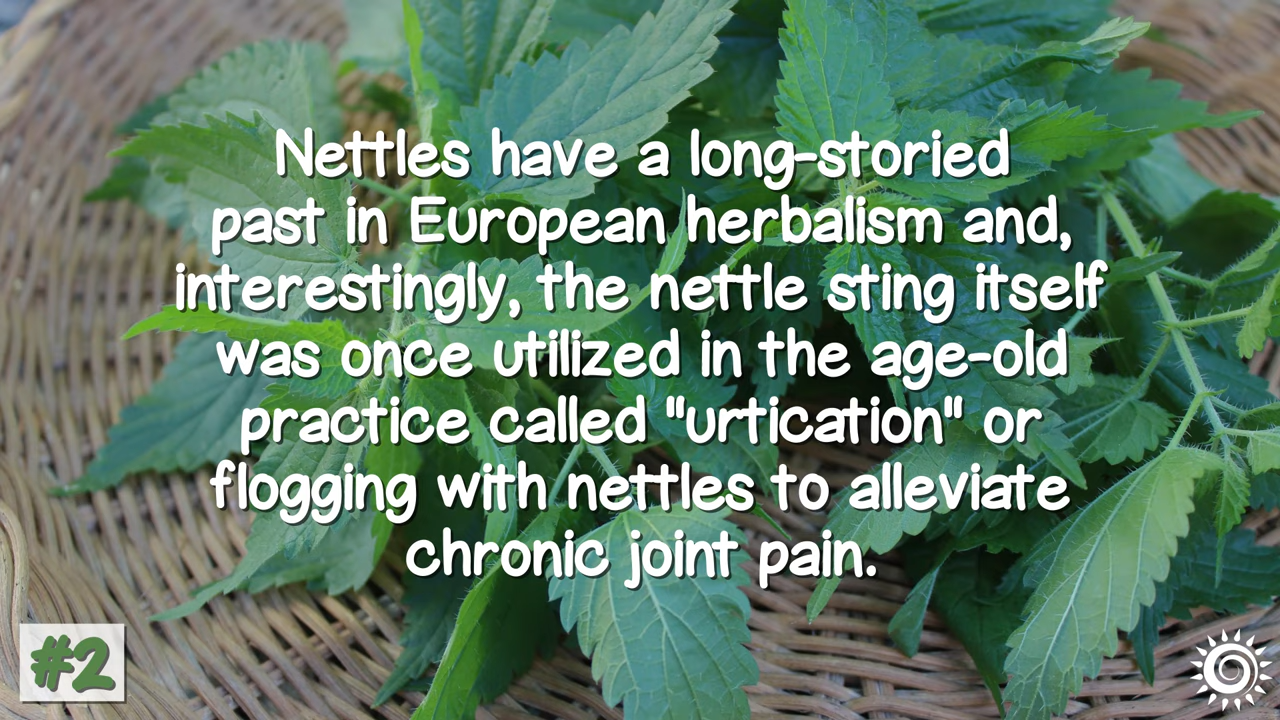 Nettles have a long-storied
past in European herbalism and,
interestingly, the nettle sting itself
was once utilized in the age-old
practice called "urtication" or
flogging with nettles to alleviate
chronic joint pain.
#2